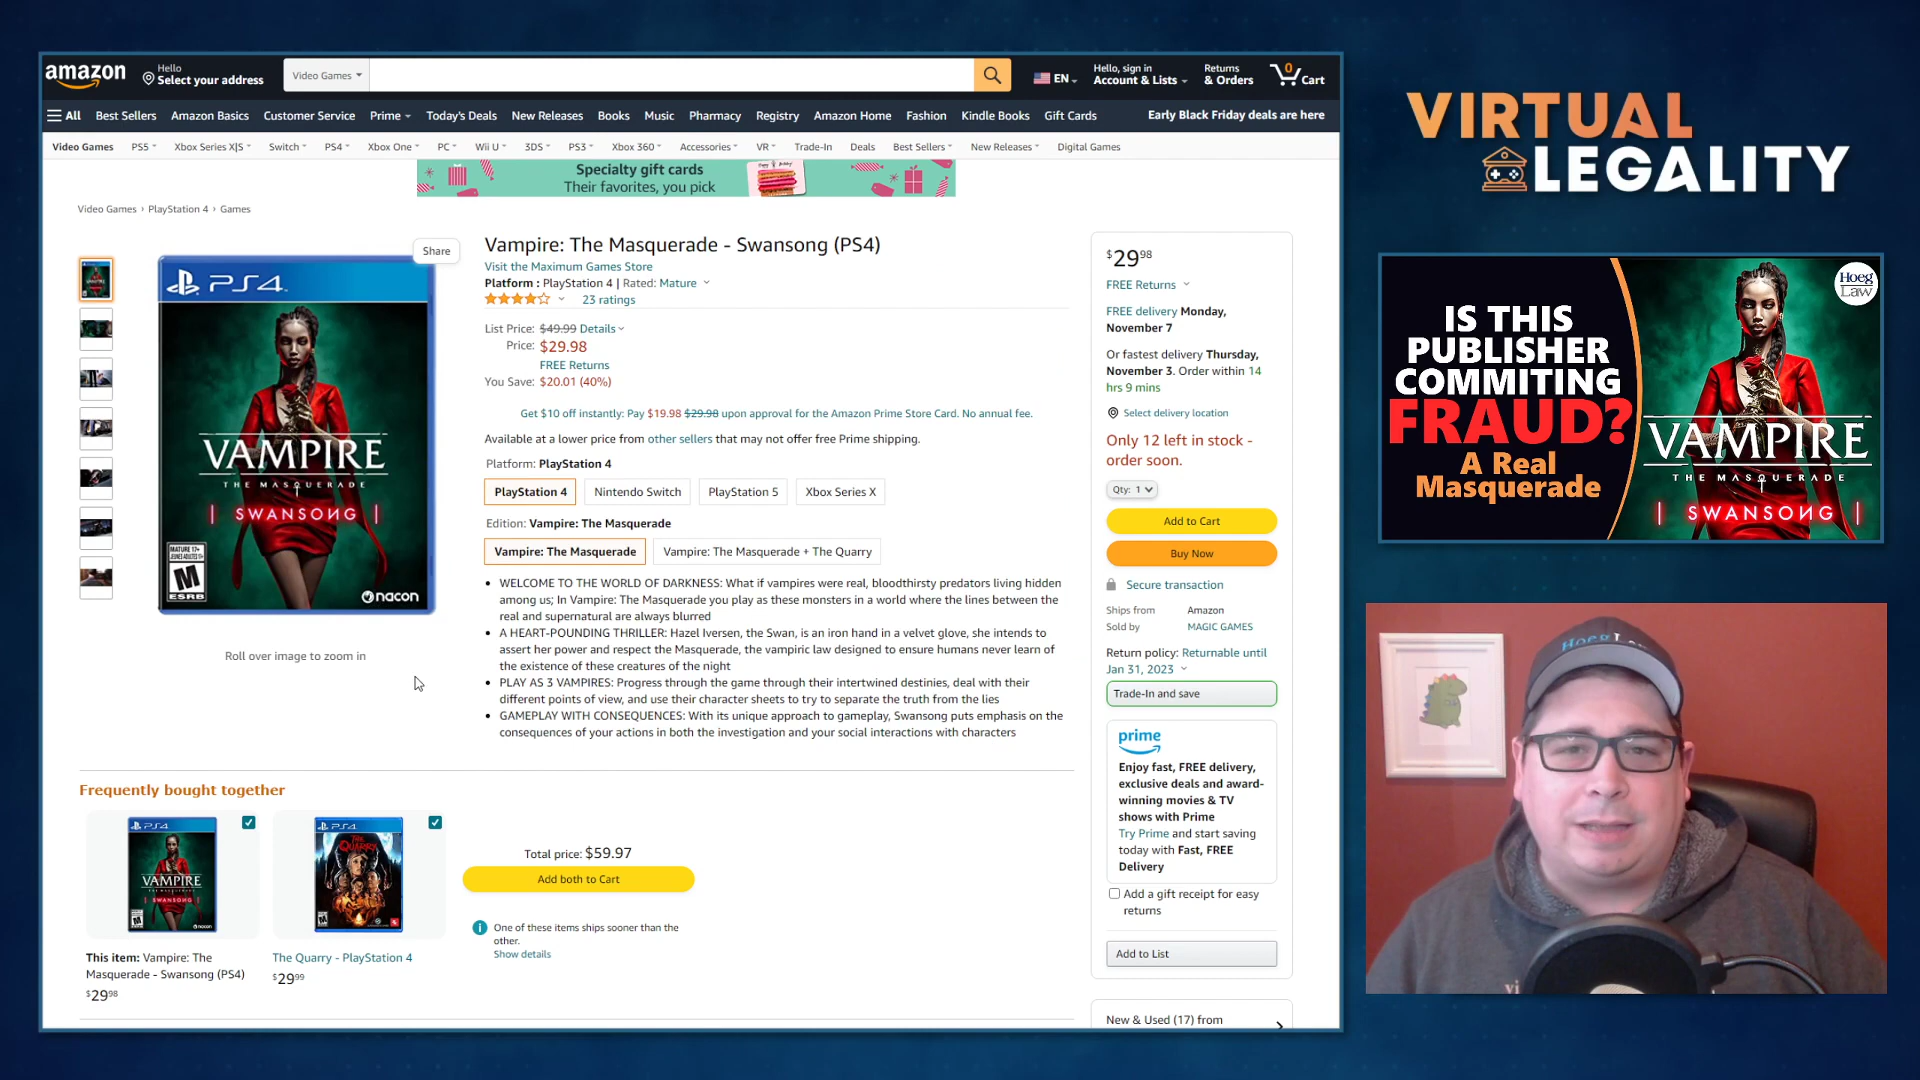 amazon
Hello
Select your address
Video Games
EN
Hello, sign in
Account & Lists
Returns
& Orders
0
Cart
All
Best Sellers
Amazon Basics
Customer Service
Prime
Today's Deals
New Releases
Books
Music
Pharmacy
Registry
Amazon Home
Fashion
Kindle Books
Gift Cards
Early Black Friday deals are here
Video Games
PS5
Xbox Series X|S
Switch
PS4
Xbox One
PC
Wii U
3DS
PS3
Xbox 360
Accessories
VR
Trade-In
Deals
Best Sellers
New Releases
Digital Games
Specialty gift cards
Their favorites, you pick
Video Games › PlayStation 4 › Games
Share
PS4
VAMPIRE
THE MASQUERADE
SWANSONG
MATURE 17+
M
ESRB
nacon
Roll over image to zoom in
Vampire: The Masquerade - Swansong (PS4)
Visit the Maximum Games Store
Platform : PlayStation 4 | Rated: Mature
23 ratings
List Price: $49.99 Details
Price: $29.98
FREE Returns
You Save: $20.01 (40%)
Get $10 off instantly: Pay $19.98 $29.98 upon approval for the Amazon Prime Store Card. No annual fee.
Available at a lower price from other sellers that may not offer free Prime shipping.
Platform: PlayStation 4
PlayStation 4
Nintendo Switch
PlayStation 5
Xbox Series X
Edition: Vampire: The Masquerade
Vampire: The Masquerade
Vampire: The Masquerade + The Quarry
• WELCOME TO THE WORLD OF DARKNESS: What if vampires were real, bloodthirsty predators living hidden
among us; In Vampire: The Masquerade you play as these monsters in a world where the lines between the
real and supernatural are always blurred
• A HEART-POUNDING THRILLER: Hazel Iversen, the Swan, is an iron hand in a velvet glove, she intends to
assert her power and respect the Masquerade, the vampiric law designed to ensure humans never learn of
the existence of these creatures of the night
• PLAY AS 3 VAMPIRES: Progress through the game through their intertwined destinies, deal with their
different points of view, and use their character sheets to try to separate the truth from the lies
• GAMEPLAY WITH CONSEQUENCES: With its unique approach to gameplay, Swansong puts emphasis on the
consequences of your actions in both the investigation and your social interactions with characters
$29.98
FREE Returns
FREE delivery Monday,
November 7
Or fastest delivery Thursday,
November 3. Order within 14
hrs 9 mins
Select delivery location
Only 12 left in stock -
order soon.
Qty: 1
Add to Cart
Buy Now
Secure transaction
Ships from Amazon
Sold by MAGIC GAMES
Return policy: Returnable until
Jan 31, 2023
Trade-In and save
prime
Enjoy fast, FREE delivery,
exclusive deals and award-
winning movies & TV
shows with Prime
Try Prime and start saving
today with Fast, FREE
Delivery
Add a gift receipt for easy
returns
Add to List
New & Used (17) from
Frequently bought together
PS4
VAMPIRE
SWANSONG
PS4
THE QUARRY
This item: Vampire: The
Masquerade - Swansong (PS4)
$29.98
The Quarry - PlayStation 4
$29.99
Total price: $59.97
Add both to Cart
One of these items ships sooner than the
other.
Show details
VIRTUAL
LEGALITY
IS THIS
PUBLISHER
COMMITING
FRAUD?
A Real
Masquerade
Hoeg
Law
VAMPIRE
THE MASQUERADE
SWANSONG